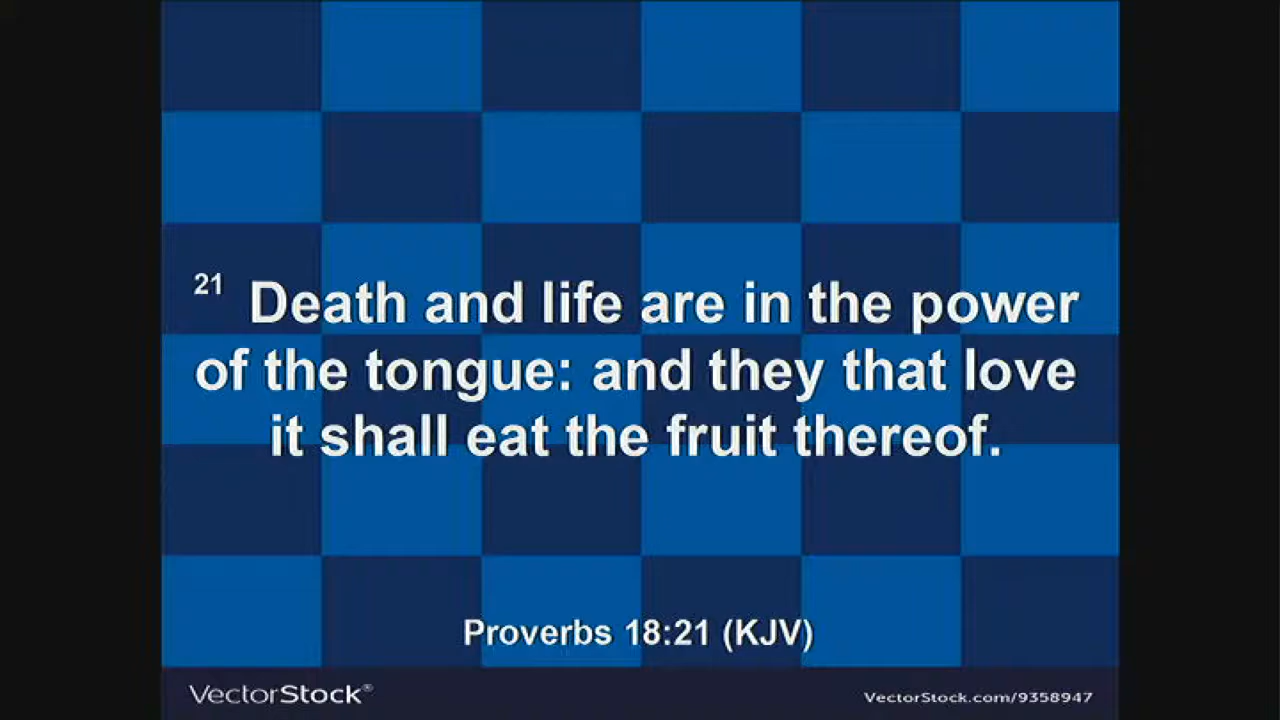 21 Death and life are in the power
of the tongue: and they that love
it shall eat the fruit thereof.
Proverbs 18:21 (KJV)
VectorStock®
VectorStock.com/9358947